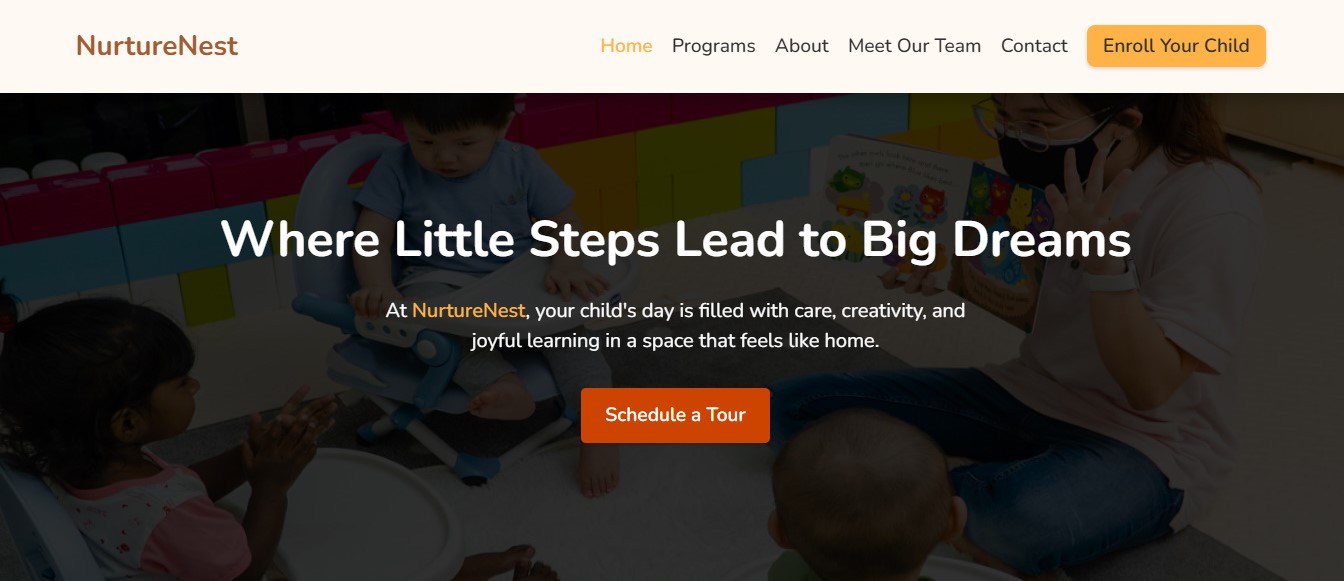 NurtureNest
Home Programs About Meet Our Team Contact Enroll Your Child
Where Little Steps Lead to Big Dreams
At NurtureNest, your child's day is filled with care, creativity, and
joyful learning in a space that feels like home.
Schedule a Tour